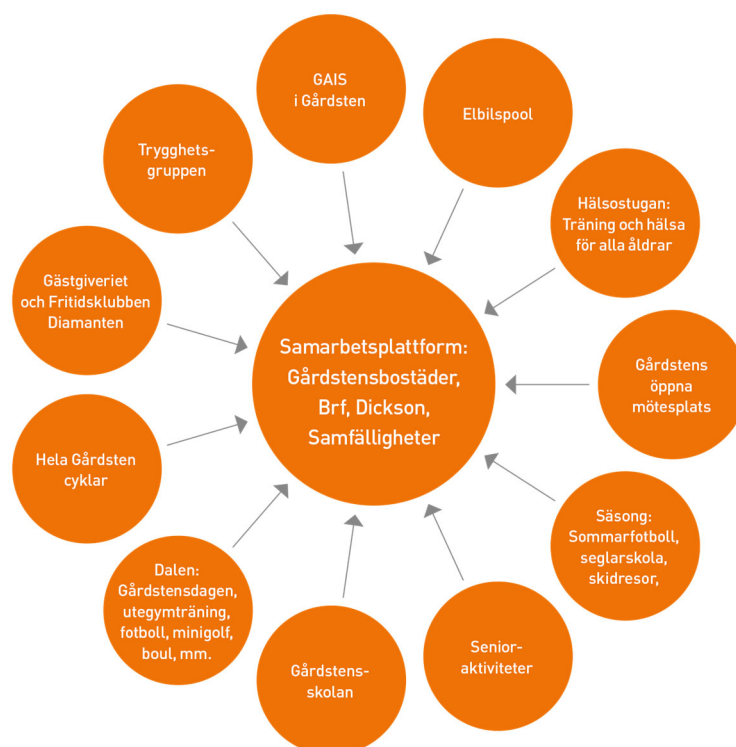 GAIS
i Gårdsten
Elbilspool
Trygghets-
gruppen
Hälsostugan:
Träning och hälsa
för alla åldrar
Gästgiveriet
och Fritidsklubben
Diamanten
Samarbetsplattform:
Gårdstensbostäder,
Brf, Dickson,
Samfälligheter
Gårdstens
öppna
mötesplats
Hela Gårdsten
cyklar
Säsong:
Sommarfotboll,
seglarskola,
skidresor,
Dalen:
Gårdstensdagen,
utegymträning,
fotboll, minigolf,
boul, mm.
Senior-
aktiviteter
Gårdstens-
skolan